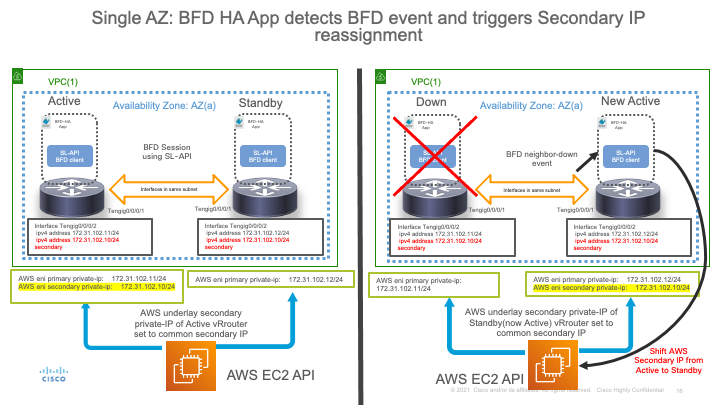 Single AZ: BFD HA App detects BFD event and triggers Secondary IP
reassignment
VPC(1)
Active
Availability Zone: AZ(a)
Standby
BFD-HA
App
BFD-HA
App
BFD Session
using SL-API
SL-API
BFD client
SL-API
BFD client
Interfaces in same subnet
Tengig0/0/0/1
Tengig0/0/0/1
Interface Tengig0/0/0/2
ipv4 address 172.31.102.11/24
ipv4 address 172.31.102.10/24
secondary
Interface Tengig0/0/0/2
ipv4 address 172.31.102.12/24
ipv4 address 172.31.102.10/24
secondary
AWS eni primary private-ip: 172.31.102.11/24
AWS eni secondary private-ip: 172.31.102.10/24
AWS eni primary private-ip: 172.31.102.12/24
AWS underlay secondary
private-IP of Active vRrouter
set to common secondary IP
AWS EC2 API
CISCO
VPC(1)
Down
Availability Zone: AZ(a)
New Active
BFD-HA
App
BFD-HA
App
SL-API
BFD client
BFD neighbor-down
event
SL-API
BFD client
Interfaces in same subnet
Tengig0/0/0/1
Tengig0/0/0/1
Interface Tengig0/0/0/2
ipv4 address 172.31.102.11/24
ipv4 address 172.31.102.10/24
secondary
Interface Tengig0/0/0/2
ipv4 address 172.31.102.12/24
ipv4 address 172.31.102.10/24
secondary
AWS eni primary private-ip:
172.31.102.11/24
AWS eni primary private-ip: 172.31.102.12/24
AWS eni secondary private-ip: 172.31.102.10/24
AWS underlay secondary private-IP of
Standby(now Active) vRrouter set to
common secondary IP
Shift AWS
Secondary IP from
Active to Standby
AWS EC2 API
© 2021 Cisco and/or its affiliates. All rights reserved. Cisco Highly Confidential